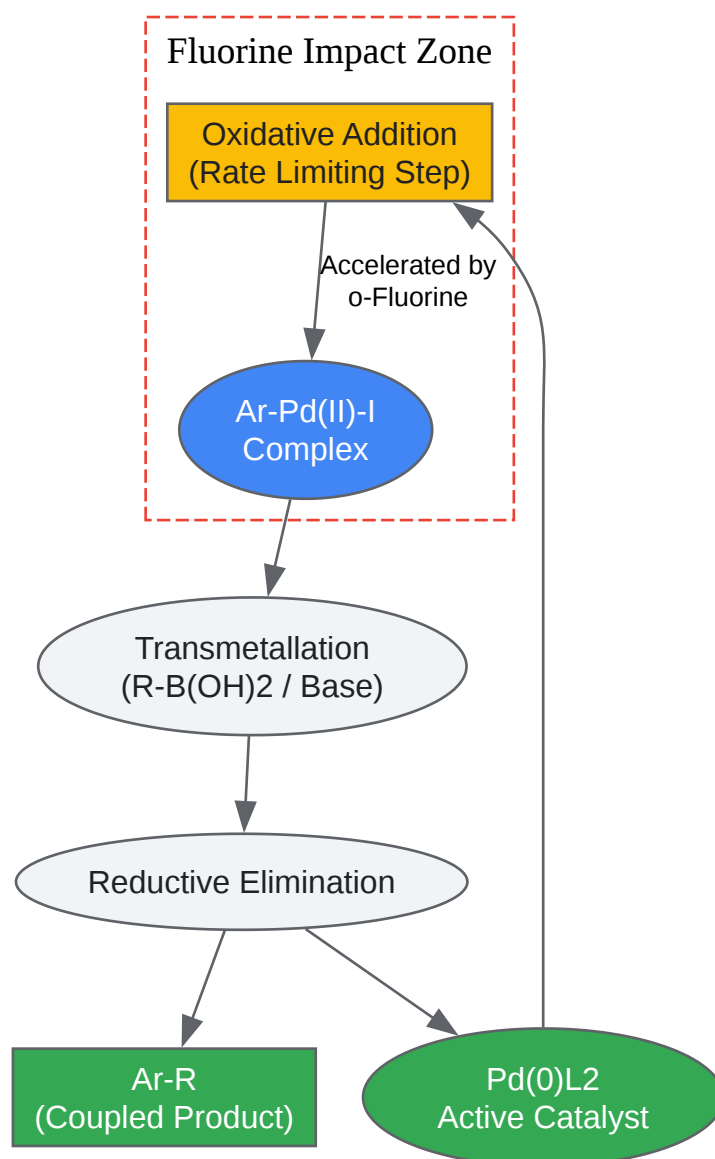 Fluorine Impact Zone
Oxidative Addition
(Rate Limiting Step)
Accelerated by
o-Fluorine
Ar-Pd(II)-I
Complex
Transmetallation
(R-B(OH)2 / Base)
Reductive Elimination
Ar-R
(Coupled Product)
Pd(0)L2
Active Catalyst